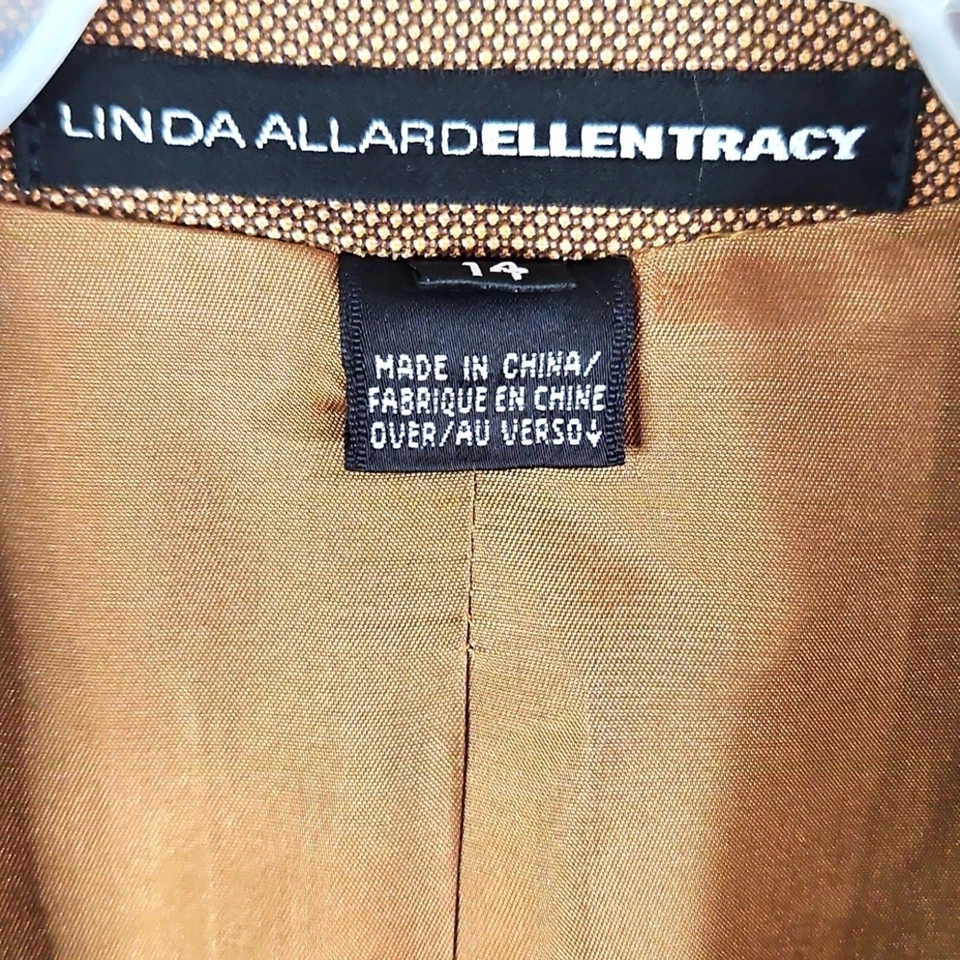 LINDA ALLARDELLENTRACY
14
MADE IN CHINA/
FABRIQUE EN CHINE
OVER/AU VERSO↓